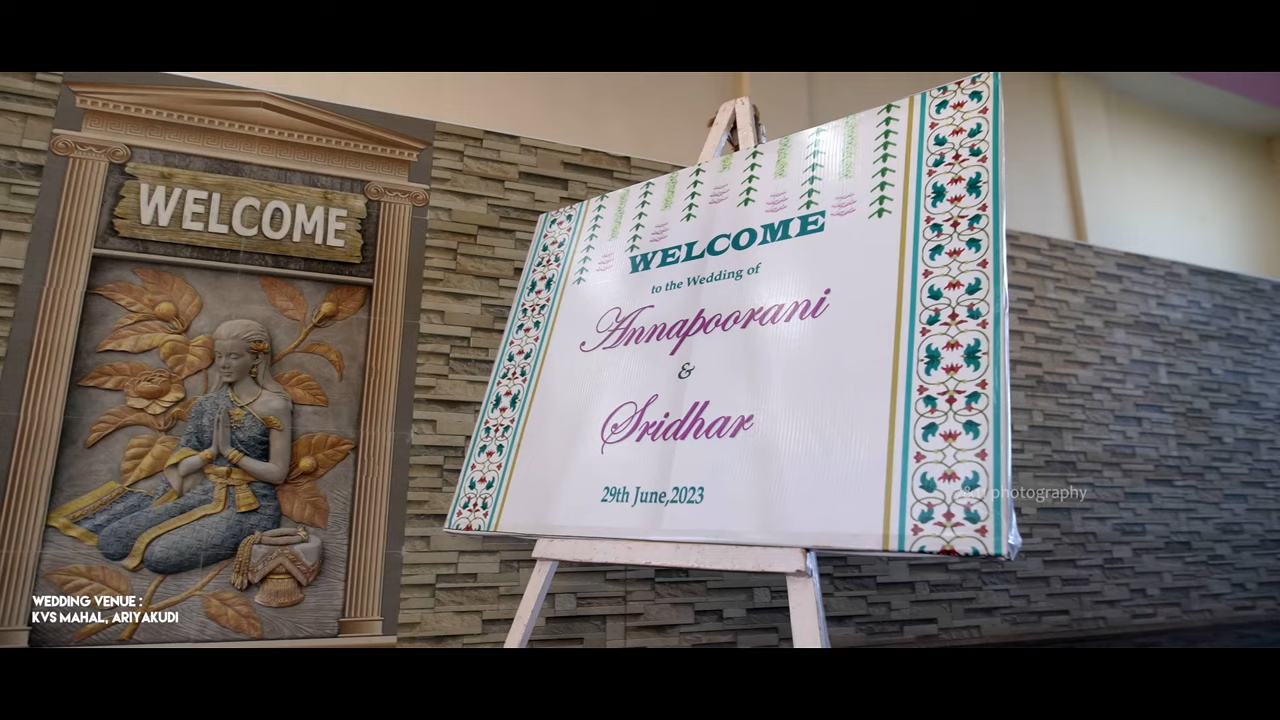 WELCOME
WELCOME
to the Wedding of
Annapoorani
&
Sridhar
29th June,2023
photography
WEDDING VENUE :
KVS MAHAL, ARIYAKUDI